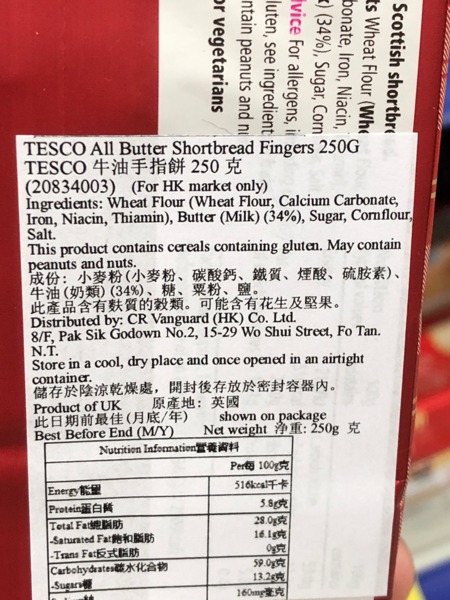 Scottish shortbre
ts Wheat Flour (Whe
bonate, Iron, Niacin,
k) (34%), Sugar, Corn
vice For allergens, i
luten, see ingredient
ntain peanuts and nu
or vegetarians
TESCO All Butter Shortbread Fingers 250G
TESCO 牛油手指餅 250 克
(20834003) (For HK market only)
Ingredients: Wheat Flour (Wheat Flour, Calcium Carbonate,
Iron, Niacin, Thiamin), Butter (Milk) (34%), Sugar, Cornflour,
Salt.
This product contains cereals containing gluten. May contain
peanuts and nuts.
成份: 小麥粉(小麥粉、碳酸鈣、鐵質、煙酸、硫胺素)、
牛油(奶類)(34%)、糖、粟粉、鹽。
此產品含有麩質的穀類。可能含有花生及堅果。
Distributed by: CR Vanguard (HK) Co. Ltd.
8/F, Pak Sik Godown No.2, 15-29 Wo Shui Street, Fo Tan.
N.T.
Store in a cool, dry place and once opened in an airtight
container.
儲存於陰涼乾燥處，開封後存放於密封容器內。
Product of UK 原產地: 英國
此日期前最佳(月底/年) shown on package
Best Before End (M/Y) Net weight 淨重: 250g 克
Nutrition Information營養資料
Per每 100g克
Energy能量 516kcal千卡
Protein蛋白質 5.8g克
Total Fat總脂肪 28.0g克
-Saturated Fat飽和脂肪 16.1g克
-Trans Fat反式脂肪 0g克
Carbohydrates碳水化合物 59.0g克
-Sugars糖 13.2g克
160mg毫克